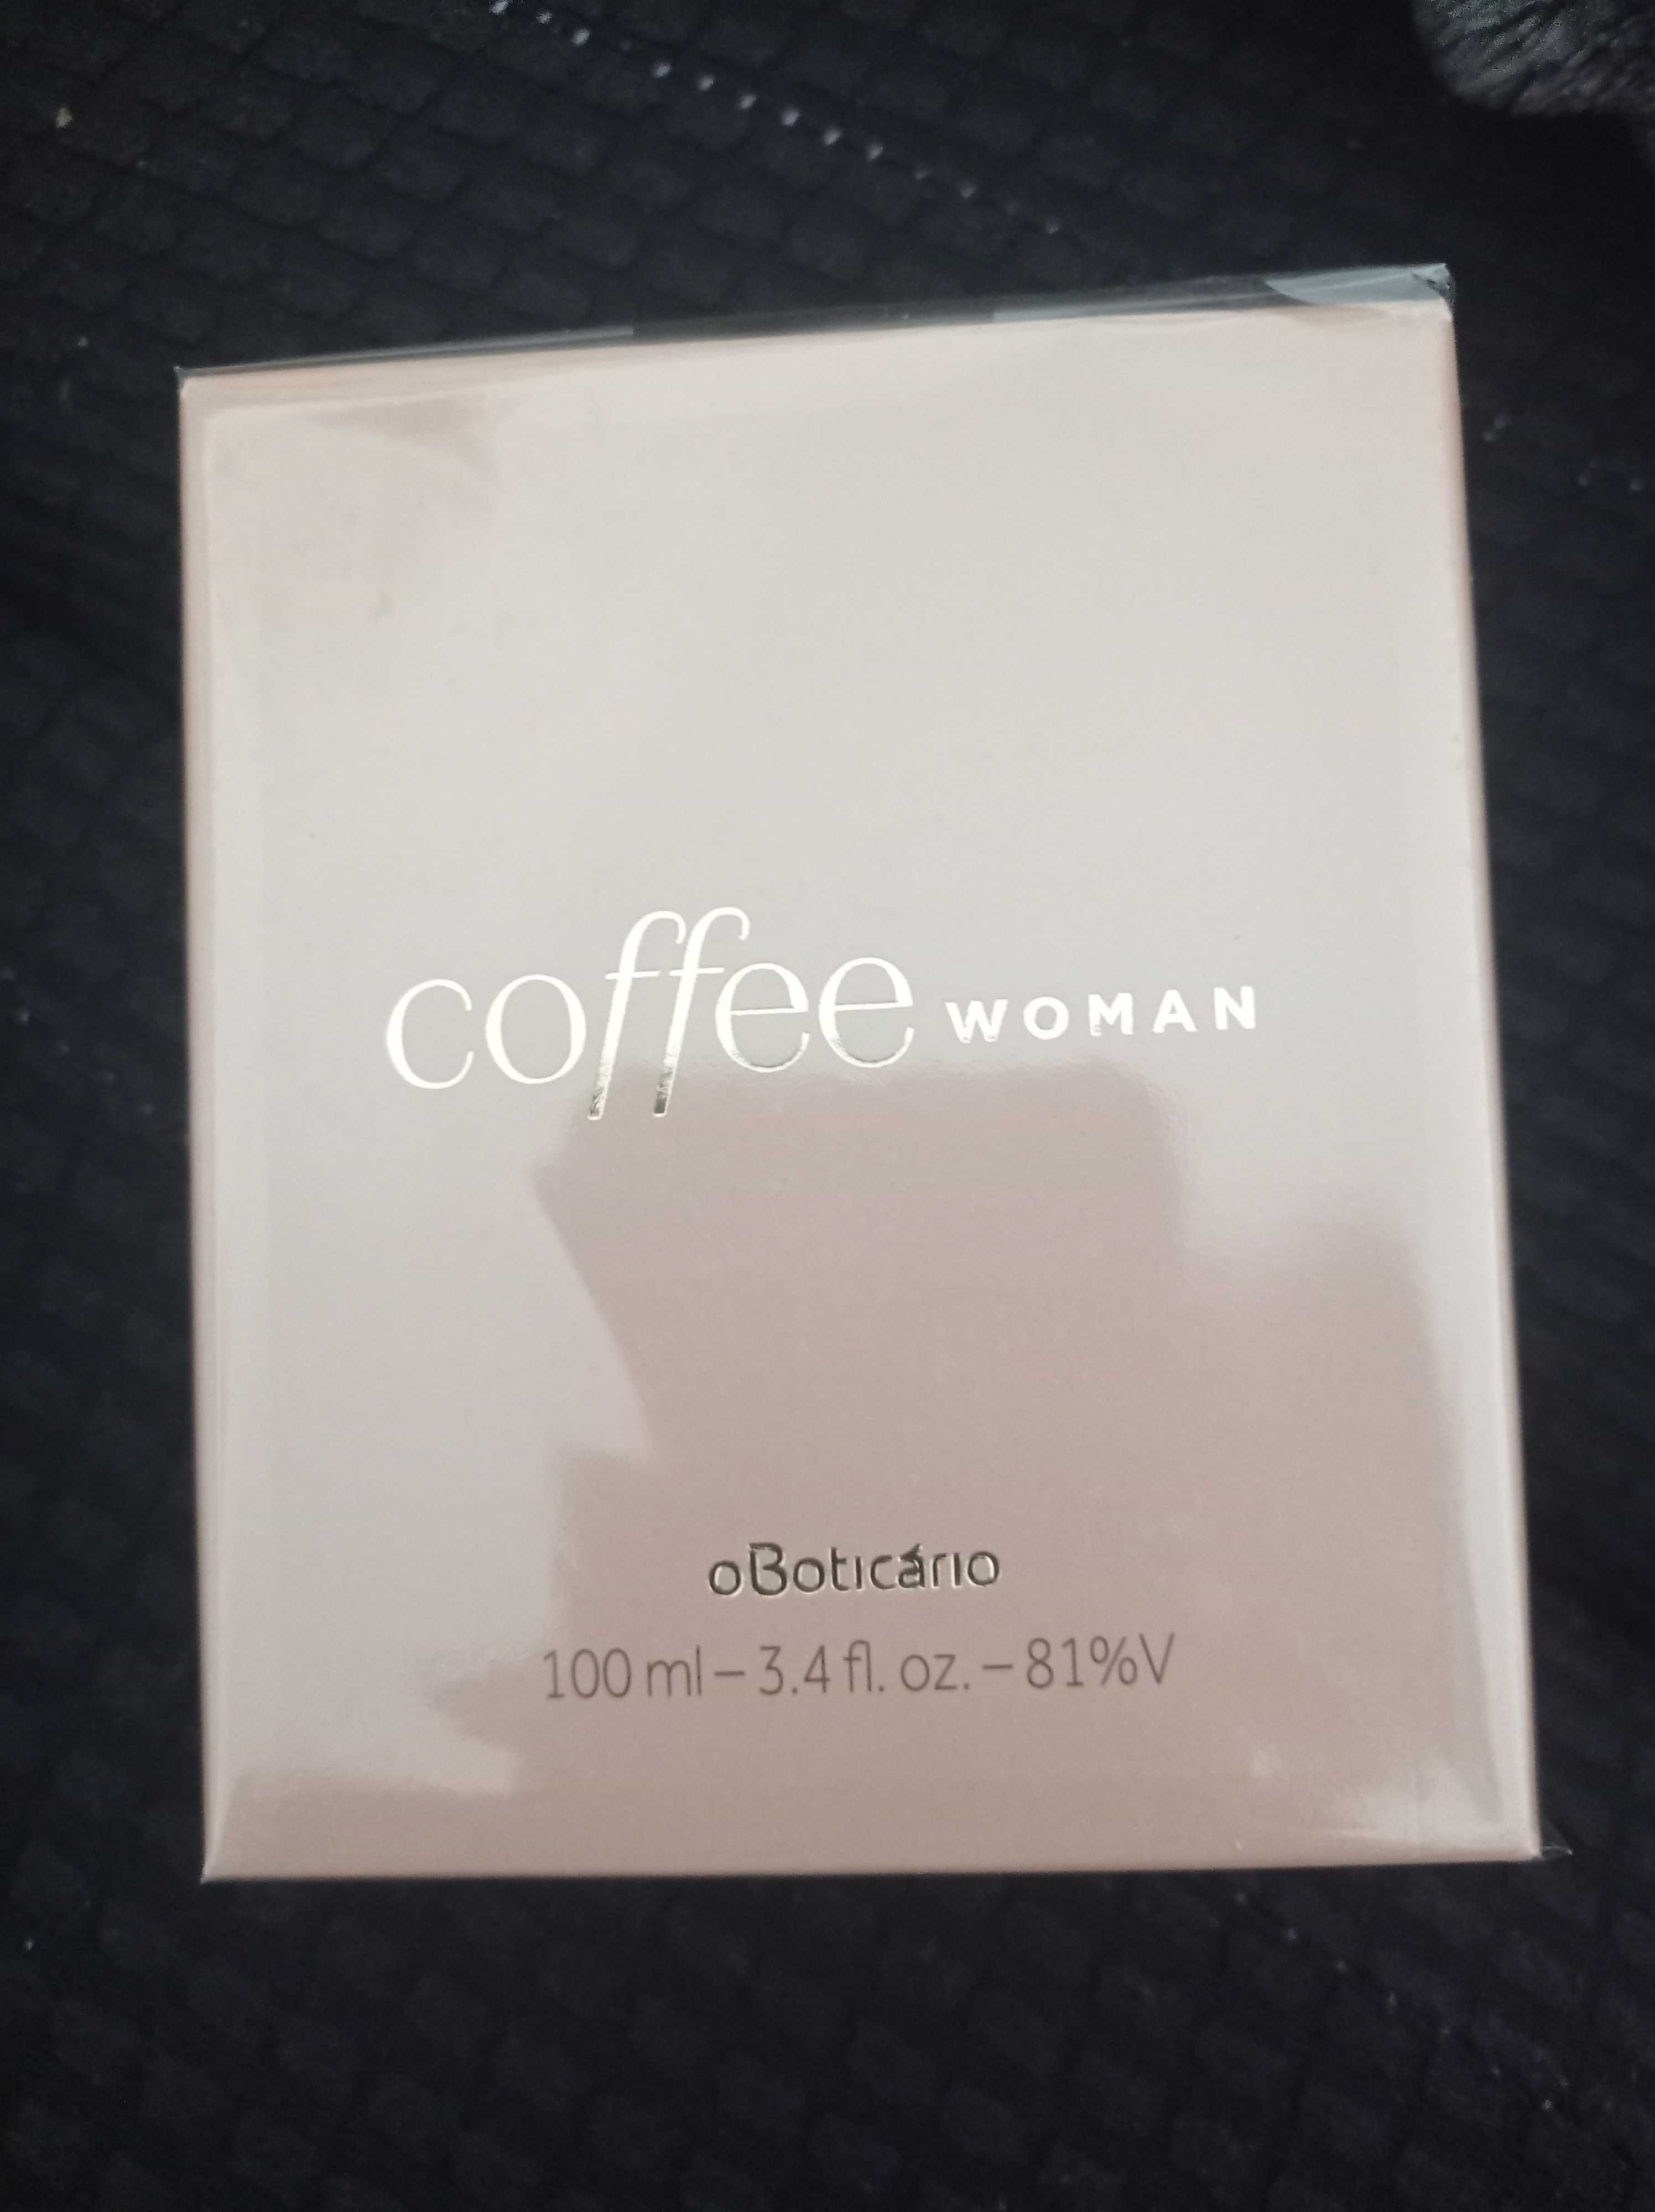 coffee WOMAN
oBoticário
100 ml – 3.4 fl. oz. – 81%V